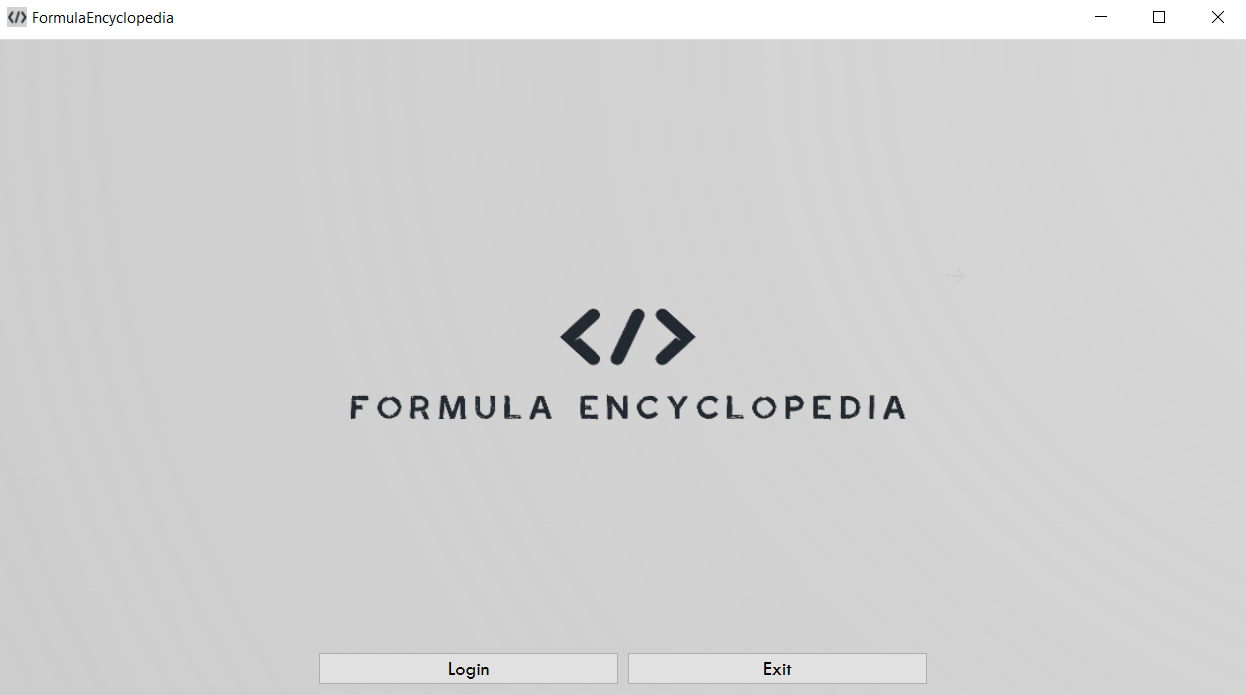 FormulaEncyclopedia
</>
FORMULA ENCYCLOPEDIA
Login Exit